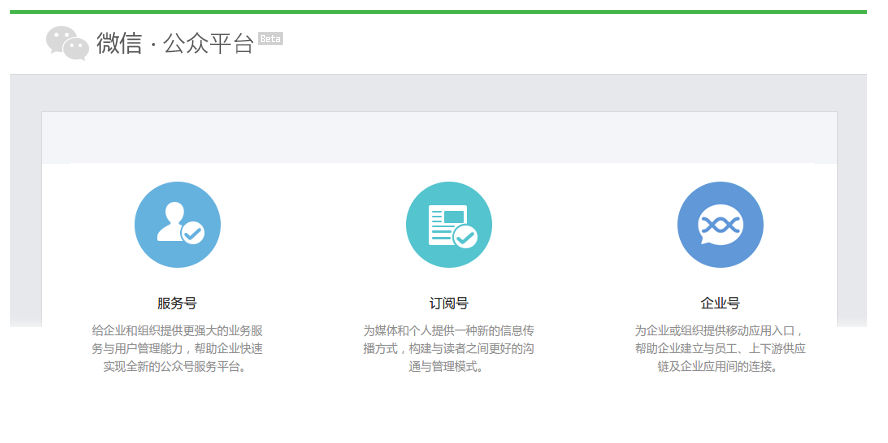 微信·公众平台 Beta
服务号
给企业和组织提供更强大的业务服
务与用户管理能力，帮助企业快速
实现全新的公众号服务平台。
订阅号
为媒体和个人提供一种新的信息传
播方式，构建与读者之间更好的沟
通与管理模式。
企业号
为企业或组织提供移动应用入口，
帮助企业建立与员工、上下游供应
链及企业应用间的连接。